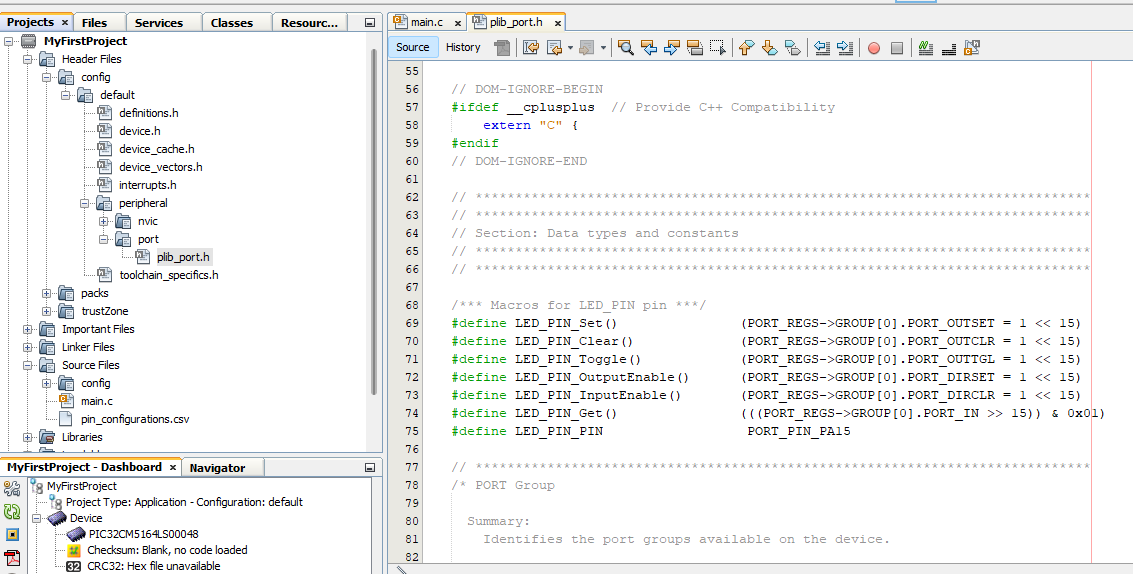 Projects × Files Services Classes Resourc...
MyFirstProject
Header Files
config
default
definitions.h
device.h
device_cache.h
device_vectors.h
interrupts.h
peripheral
nvic
port
plib_port.h
toolchain_specifics.h
packs
trustZone
Important Files
Linker Files
Source Files
config
main.c
pin_configurations.csv
Libraries
MyFirstProject - Dashboard × Navigator
MyFirstProject
Project Type: Application - Configuration: default
Device
PIC32CM5164LS00048
Checksum: Blank, no code loaded
32 CRC32: Hex file unavailable
main.c × plib_port.h ×
Source History
55
56 // DOM-IGNORE-BEGIN
57 #ifdef __cplusplus // Provide C++ Compatibility
58 extern "C" {
59 #endif
60 // DOM-IGNORE-END
61
62 // *****************************************************************************
63 // *****************************************************************************
64 // Section: Data types and constants
65 // *****************************************************************************
66 // *****************************************************************************
67
68 /*** Macros for LED_PIN pin ***/
69 #define LED_PIN_Set() (PORT_REGS->GROUP[0].PORT_OUTSET = 1 << 15)
70 #define LED_PIN_Clear() (PORT_REGS->GROUP[0].PORT_OUTCLR = 1 << 15)
71 #define LED_PIN_Toggle() (PORT_REGS->GROUP[0].PORT_OUTTGL = 1 << 15)
72 #define LED_PIN_OutputEnable() (PORT_REGS->GROUP[0].PORT_DIRSET = 1 << 15)
73 #define LED_PIN_InputEnable() (PORT_REGS->GROUP[0].PORT_DIRCLR = 1 << 15)
74 #define LED_PIN_Get() (((PORT_REGS->GROUP[0].PORT_IN >> 15)) & 0x01)
75 #define LED_PIN_PIN PORT_PIN_PA15
76
77 // *****************************************************************************
78 /* PORT Group
79
80 Summary:
81 Identifies the port groups available on the device.
82